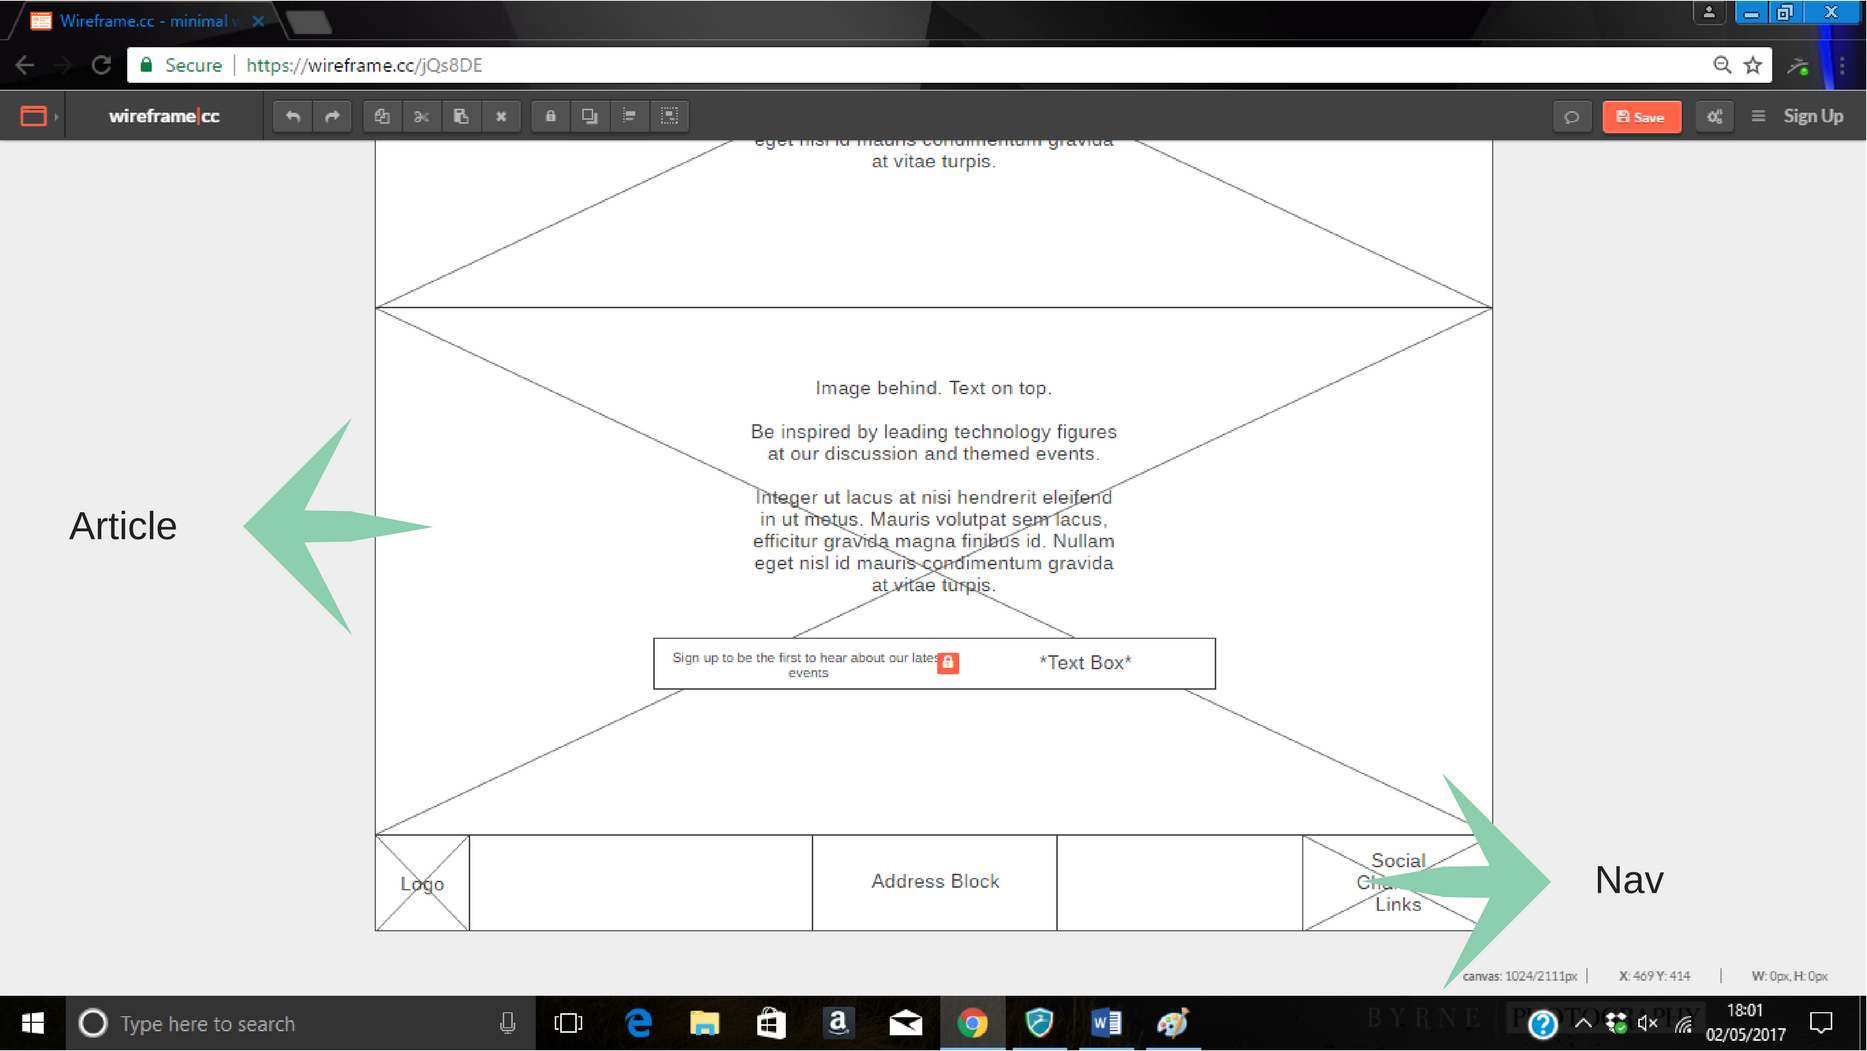 Wireframe.cc - minimal
Secure
https://wireframe.cc/jQs8DE
wireframe|cc
Save
Sign Up
eget nisl id mauris condimentum gravida
at vitae turpis.
Image behind. Text on top.
Be inspired by leading technology figures
at our discussion and themed events.
Integer ut lacus at nisi hendrerit eleifend
in ut metus. Mauris volutpat sem lacus,
efficitur gravida magna finibus id. Nullam
eget nisl id mauris condimentum gravida
at vitae turpis.
Article
Sign up to be the first to hear about our lates
events
*Text Box*
Logo
Address Block
Social
Links
Nav
canvas: 1024/2111px
X: 469 Y: 414
W: 0px, H: 0px
Type here to search
BYRNE | PHOTOGRAPHY
18:01
02/05/2017